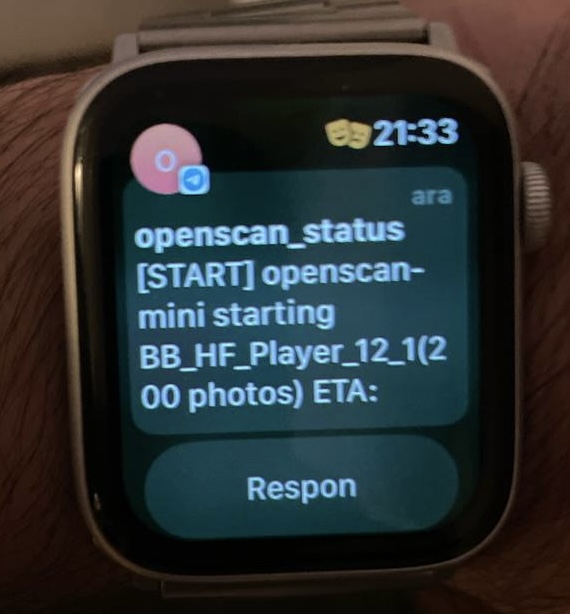 O
21:33
ara
openscan_status
[START] openscan-
mini starting
BB_HF_Player_12_1(2
00 photos) ETA:
Respon